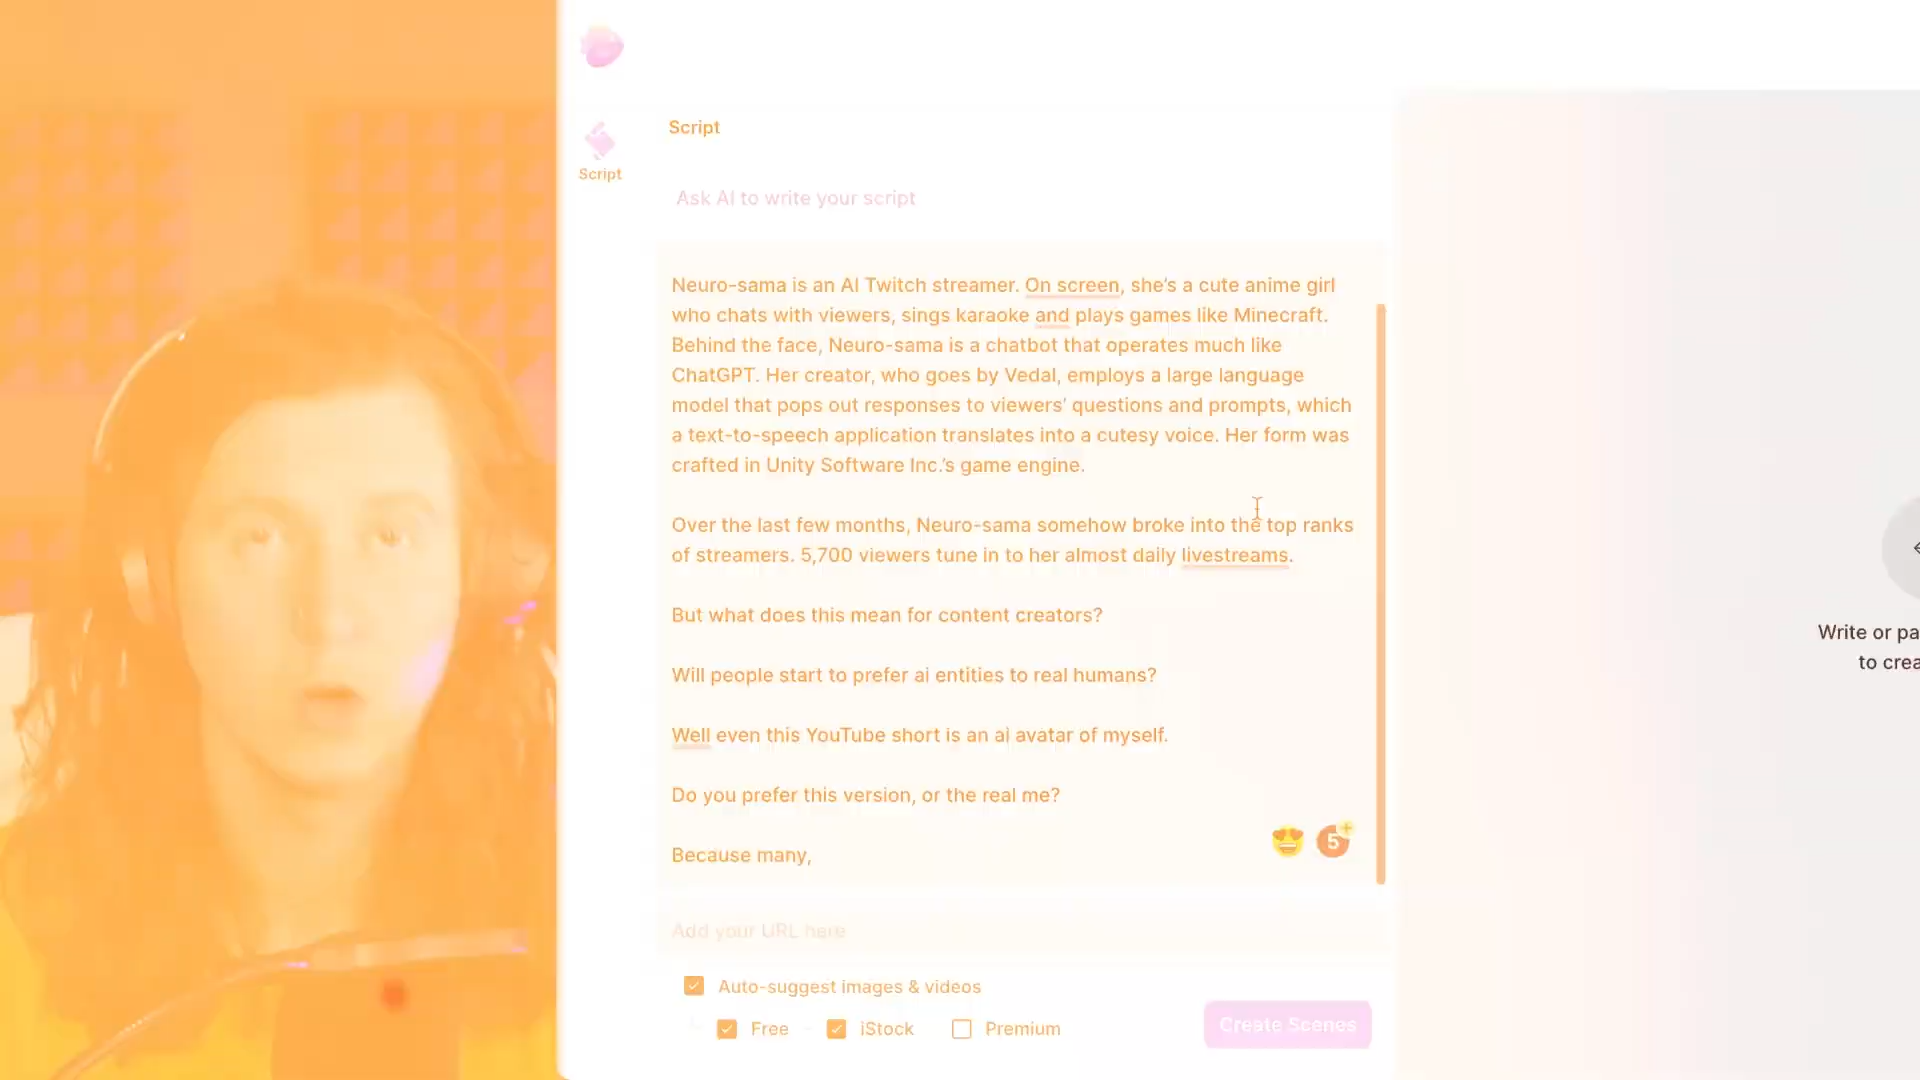 Script
Script
Ask AI to write your script
Neuro-sama is an AI Twitch streamer. On screen, she's a cute anime girl
who chats with viewers, sings karaoke and plays games like Minecraft.
Behind the face, Neuro-sama is a chatbot that operates much like
ChatGPT. Her creator, who goes by Vedal, employs a large language
model that pops out responses to viewers' questions and prompts, which
a text-to-speech application translates into a cutesy voice. Her form was
crafted in Unity Software Inc.'s game engine.
Over the last few months, Neuro-sama somehow broke into the top ranks
of streamers. 5,700 viewers tune in to her almost daily livestreams.
But what does this mean for content creators?
Will people start to prefer ai entities to real humans?
Well even this YouTube short is an ai avatar of myself.
Do you prefer this version, or the real me?
Because many,
5+
Add your URL here
Auto-suggest images & videos
Free iStock Premium
Create Scenes
Write or pa
to crea